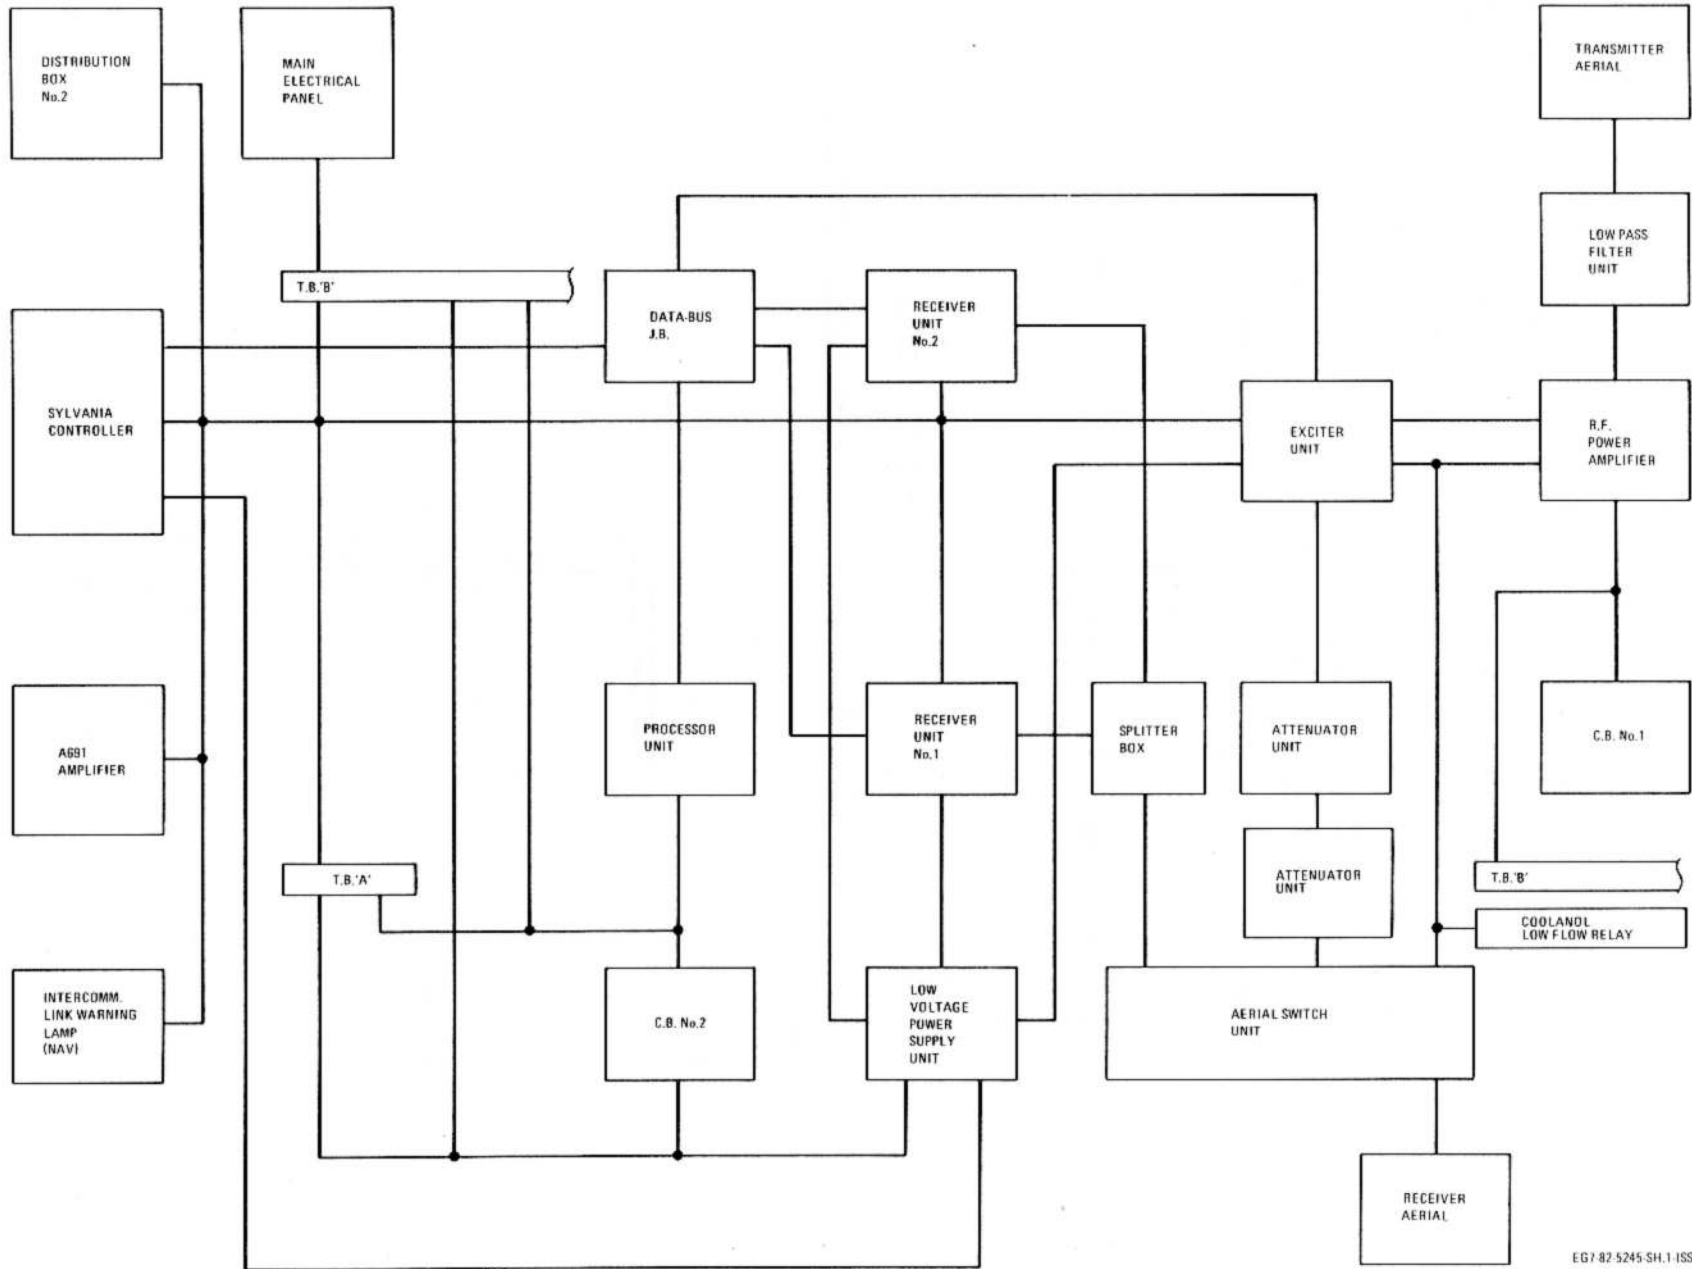 DISTRIBUTION
BOX
No.2
MAIN
ELECTRICAL
PANEL
TRANSMITTER
AERIAL
LOW PASS
FILTER
UNIT
T.B.'B'
DATA-BUS
J.B.
RECEIVER
UNIT
No.2
SYLVANIA
CONTROLLER
EXCITER
UNIT
R.F.
POWER
AMPLIFIER
A691
AMPLIFIER
PROCESSOR
UNIT
RECEIVER
UNIT
No.1
SPLITTER
BOX
ATTENUATOR
UNIT
C.B. No.1
T.B.'A'
ATTENUATOR
UNIT
T.B.'B'
COOLANOL
LOW FLOW RELAY
INTERCOMM.
LINK WARNING
LAMP
(NAV)
C.B. No.2
LOW
VOLTAGE
POWER
SUPPLY
UNIT
AERIAL SWITCH
UNIT
RECEIVER
AERIAL
EG7-82-5245-SH.1-ISS